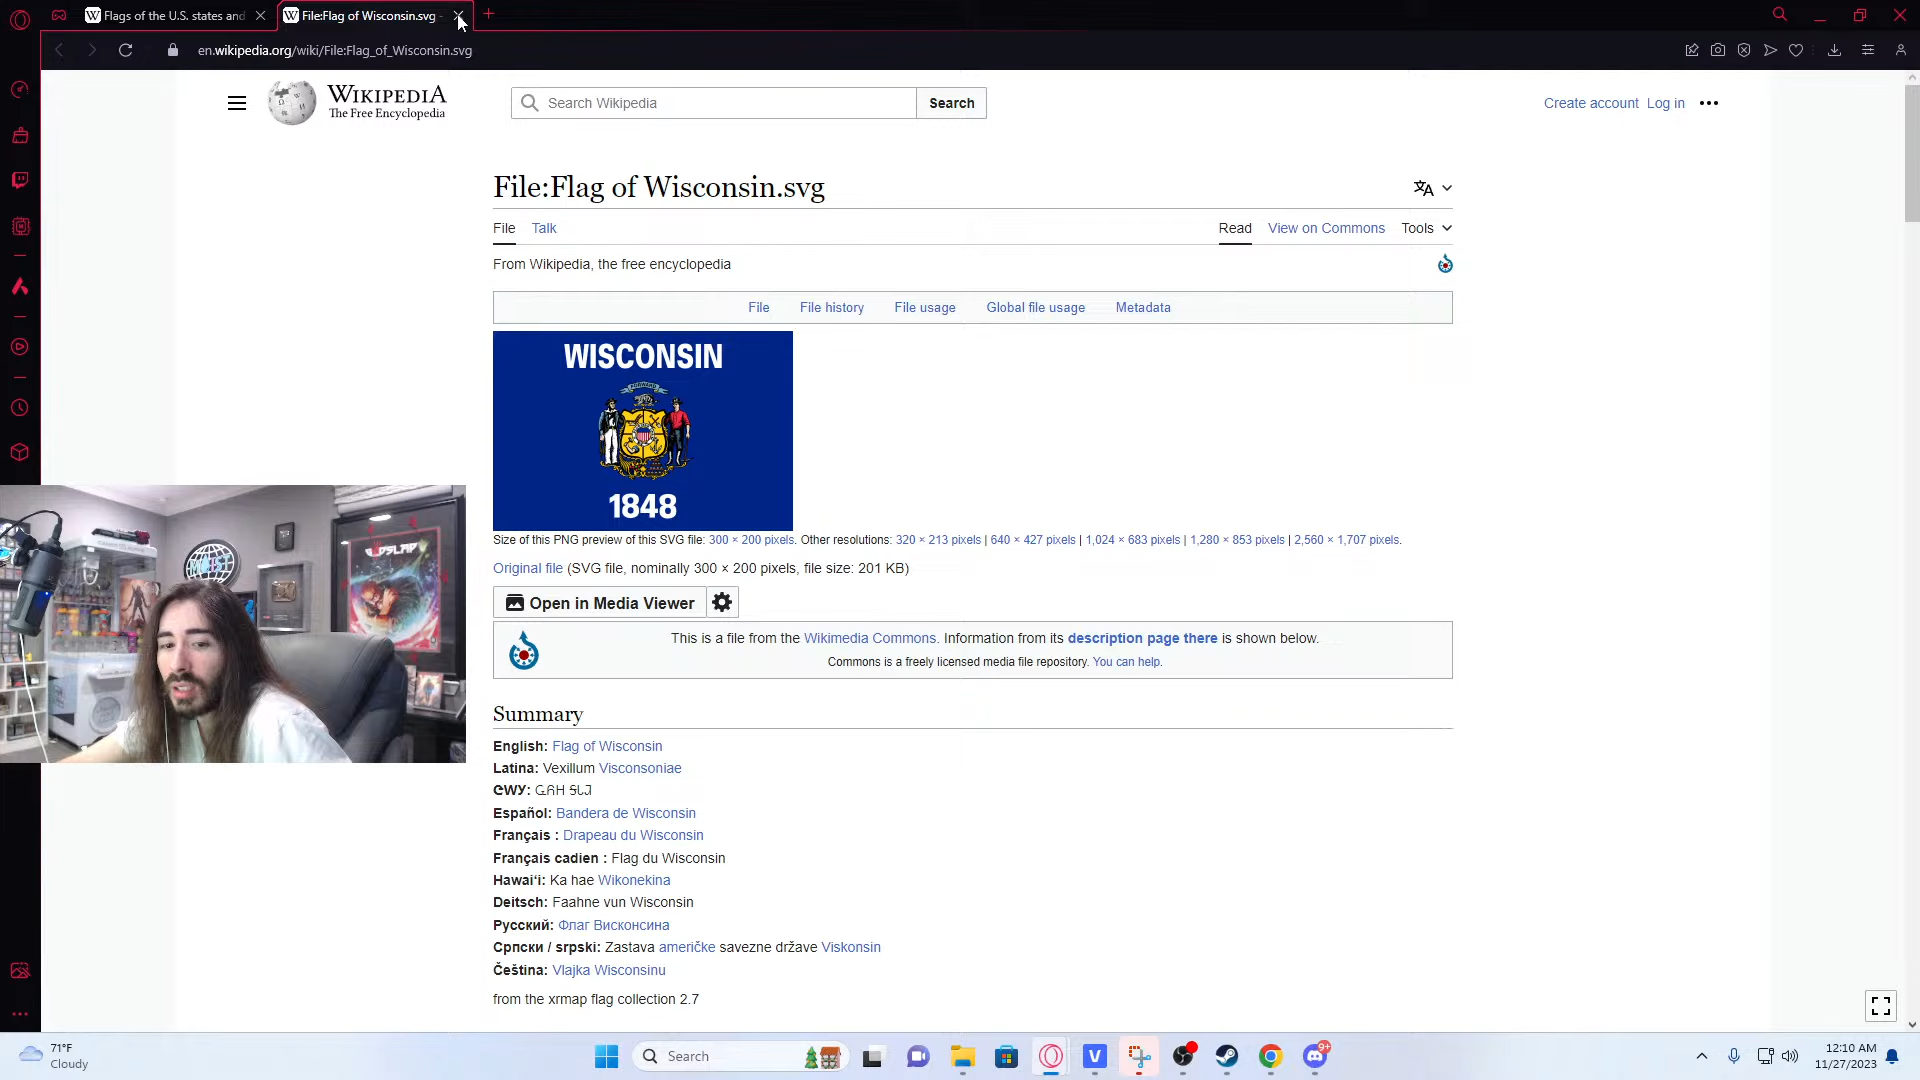 Flags of the U.S. states and
File:Flag of Wisconsin.svg -
en.wikipedia.org/wiki/File:Flag_of_Wisconsin.svg
WIKIPEDIA
The Free Encyclopedia
Search Wikipedia
Search
Create account Log in
File:Flag of Wisconsin.svg
File Talk
Read View on Commons Tools
From Wikipedia, the free encyclopedia
File File history File usage Global file usage Metadata
WISCONSIN
FORWARD
1848
Size of this PNG preview of this SVG file: 300 × 200 pixels. Other resolutions: 320 × 213 pixels | 640 × 427 pixels | 1,024 × 683 pixels | 1,280 × 853 pixels | 2,560 × 1,707 pixels.
Original file (SVG file, nominally 300 × 200 pixels, file size: 201 KB)
Open in Media Viewer
This is a file from the Wikimedia Commons. Information from its description page there is shown below.
Commons is a freely licensed media file repository. You can help.
Summary
English: Flag of Wisconsin
Latina: Vexillum Visconsoniae
Español: Bandera de Wisconsin
Français : Drapeau du Wisconsin
Français cadien : Flag du Wisconsin
Hawaiʻi: Ka hae Wikonekina
Deitsch: Faahne vun Wisconsin
Русский: Флаг Висконсина
Српски / srpski: Zastava američke savezne države Viskonsin
Čeština: Vlajka Wisconsinu
from the xrmap flag collection 2.7
MOIST
71°F
Cloudy
Search
V
9+
12:10 AM
11/27/2023